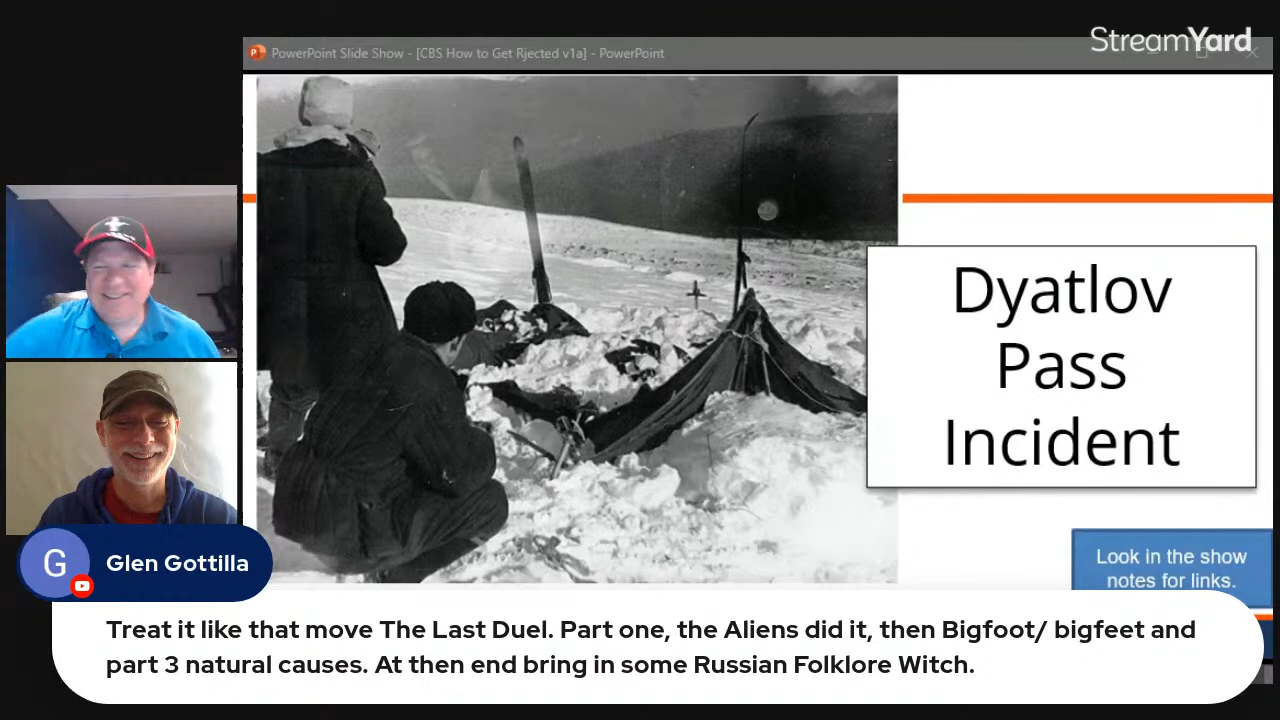 StreamYard
PowerPoint Slide Show - [CBS How to Get Rjected v1a] - PowerPoint
Dyatlov
Pass
Incident
Look in the show
notes for links.
G
Glen Gottilla
Treat it like that move The Last Duel. Part one, the Aliens did it, then Bigfoot/ bigfeet and
part 3 natural causes. At then end bring in some Russian Folklore Witch.